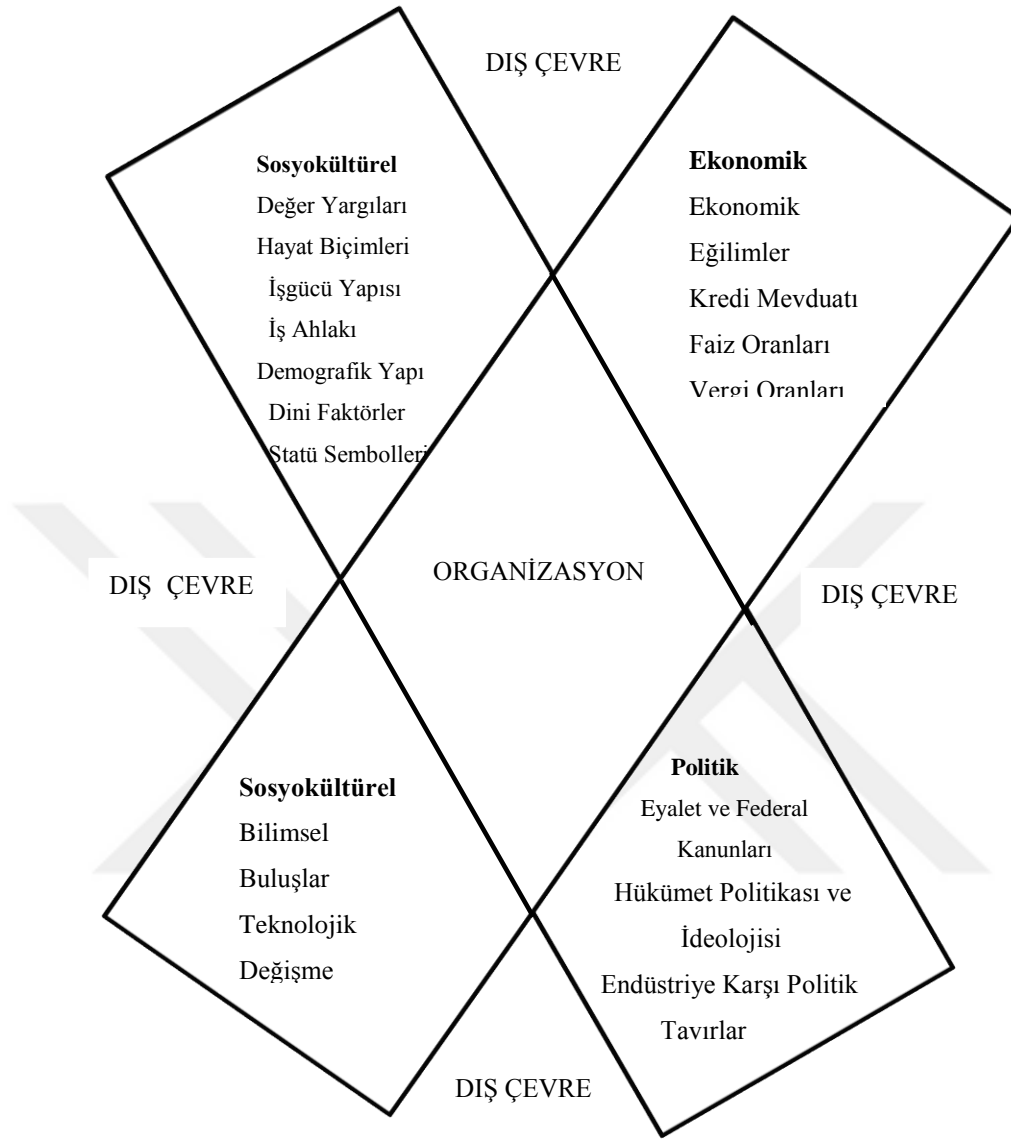 DIŞ ÇEVRE
Sosyokültürel
Değer Yargıları
Hayat Biçimleri
İşgücü Yapısı
İş Ahlakı
Demografik Yapı
Dini Faktörler
Statü Sembolleri
Ekonomik
Ekonomik
Eğilimler
Kredi Mevduatı
Faiz Oranları
Vergi Oranları
DIŞ ÇEVRE
ORGANİZASYON
DIŞ ÇEVRE
Sosyokültürel
Bilimsel
Buluşlar
Teknolojik
Değişme
Politik
Eyalet ve Federal
Kanunları
Hükümet Politikası ve
İdeolojisi
Endüstriye Karşı Politik
Tavırlar
DIŞ ÇEVRE